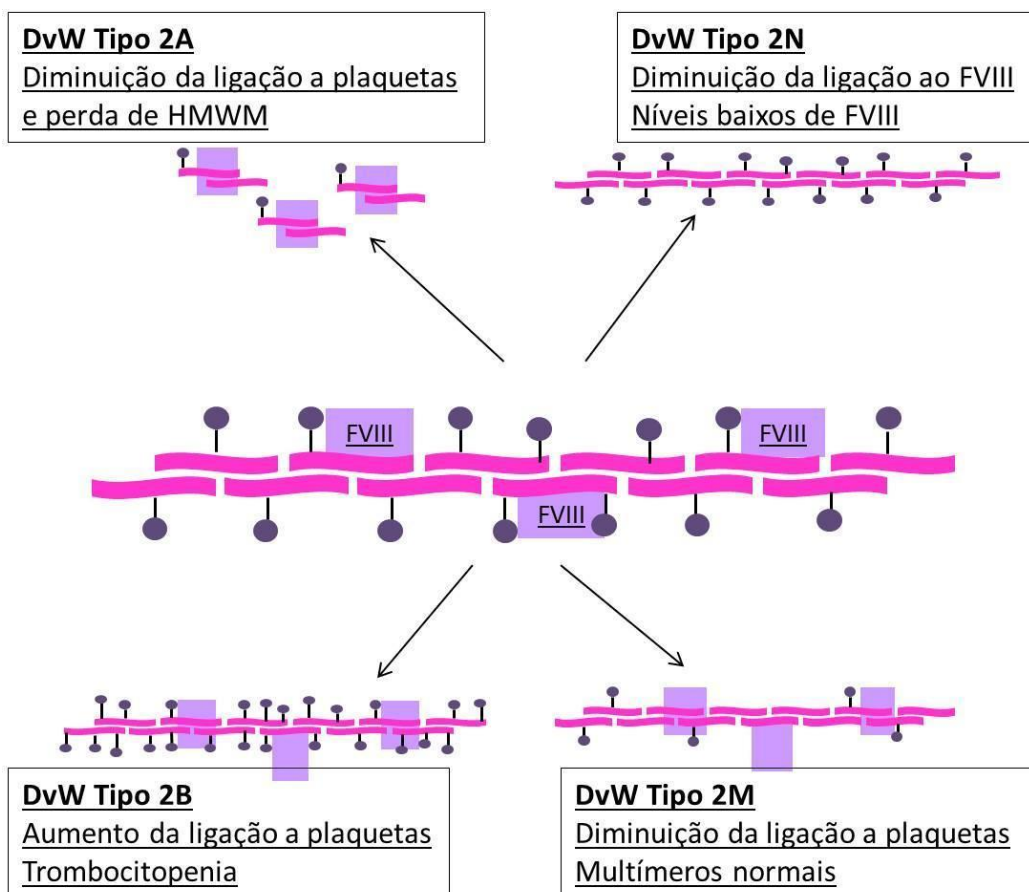 DvW Tipo 2A
Diminuição da ligação a plaquetas
e perda de HMWM
DvW Tipo 2N
Diminuição da ligação ao FVIII
Níveis baixos de FVIII
FVIII
FVIII
FVIII
DvW Tipo 2B
Aumento da ligação a plaquetas
Trombocitopenia
DvW Tipo 2M
Diminuição da ligação a plaquetas
Multímeros normais